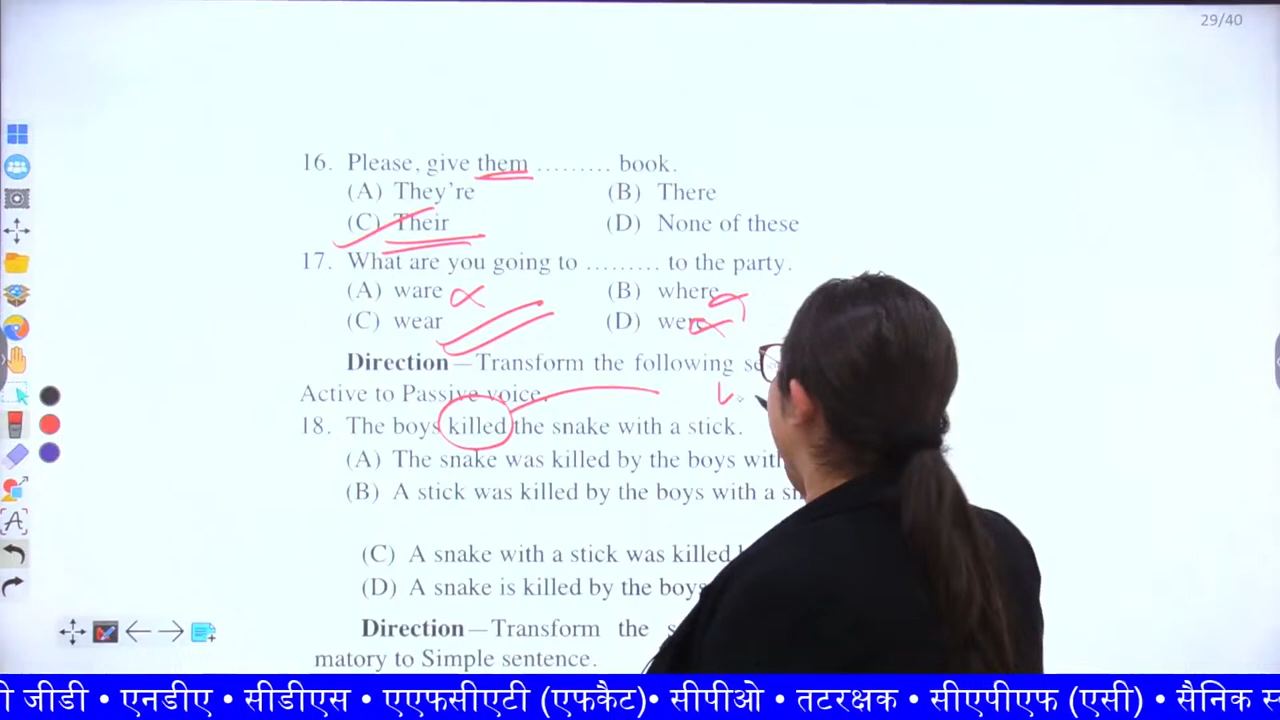 29/40
16. Please, give them ......... book.
(A) They're (B) There
(C) Their (D) None of these
17. What are you going to ......... to the party.
(A) ware (B) where
(C) wear (D) were
Direction—Transform the following
Active to Passive voice.
18. The boys killed the snake with a stick.
(A) The snake was killed by the boys with
(B) A stick was killed by the boys with a
(C) A snake with a stick was killed
(D) A snake is killed by the boys
Direction—Transform the
matory to Simple sentence.
जीडी • एनडीए • सीडीएस • एएफसीएटी (एफकैट)• सीपीओ • तटरक्षक • सीएपीएफ (एसी) • सैनिक